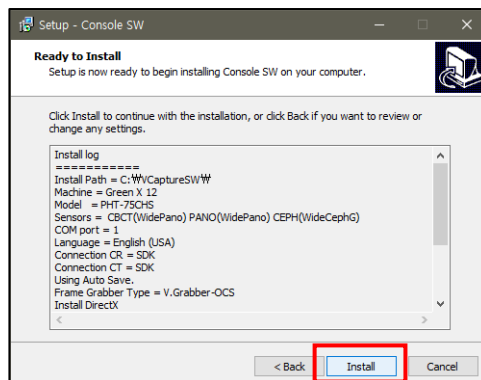 Setup - Console SW
Ready to Install
Setup is now ready to begin installing Console SW on your computer.
Click Install to continue with the installation, or click Back if you want to review or
change any settings.
Install log
===========
Install Path = C:₩VCaptureSW₩
Machine = Green X 12
Model   = PHT-75CHS
Sensors =  CBCT(WidePano) PANO(WidePano) CEPH(WideCephG)
COM port = 1
Language = English (USA)
Connection CR = SDK
Connection CT = SDK
Using Auto Save.
Frame Grabber Type = V.Grabber-OCS
Install DirectX
< Back
Install
Cancel